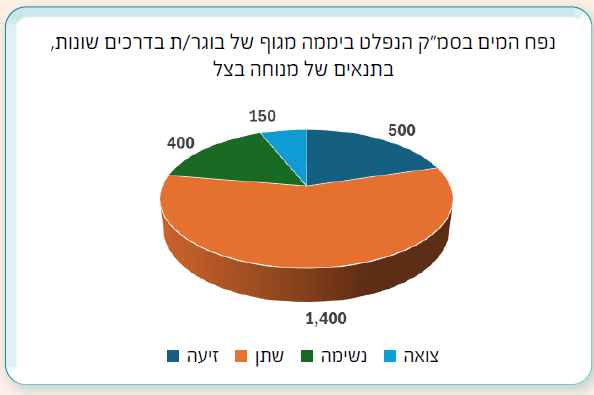 נפח המים בסמ״ק הנפלט ביממה מגוף של בוגר/ת בדרכים שונות,
בתנאים של מנוחה בצל
150
500
400
1,400
זיעה שתן נשימה צואה